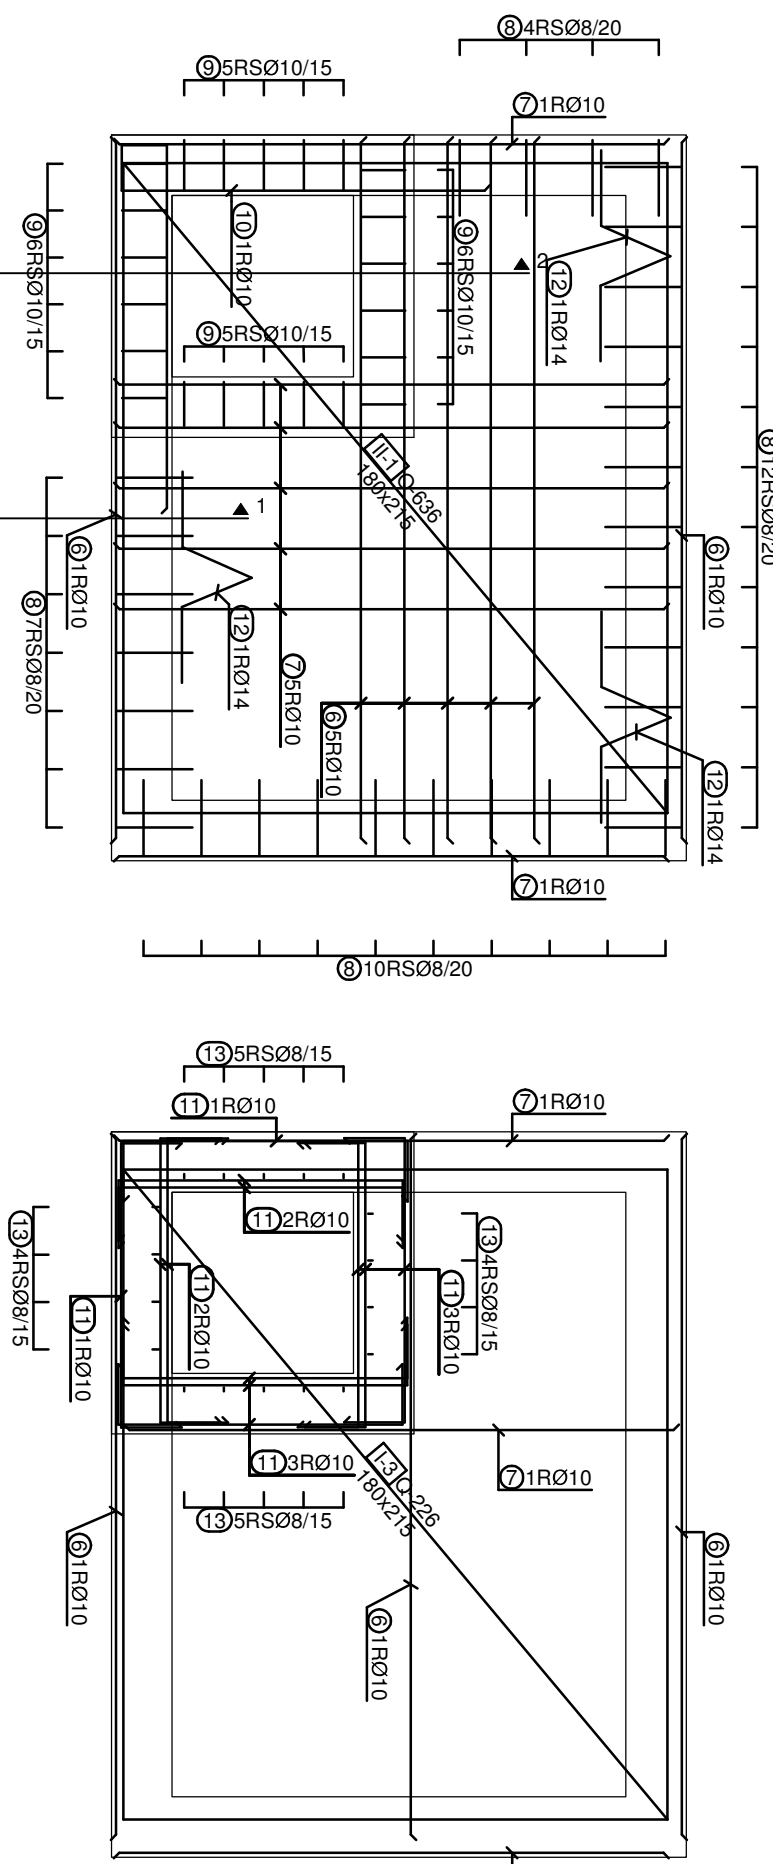 ⑧4RSØ8/20
⑨5RSØ10/15
⑦1RØ10
⑨6RSØ10/15
⑩1RØ10
⑨6RSØ10/15
2
⑫1RØ14
⑨5RSØ10/15
II-1 Q-636
180x215
⑧12RSØ8/20
1
⑥1RØ10
⑥1RØ10
⑧7RSØ8/20
⑫1RØ14
⑦5RØ10
⑥5RØ10
⑫1RØ14
⑦1RØ10
⑧10RSØ8/20
⑬5RSØ8/15
⑪1RØ10
⑦1RØ10
⑬4RSØ8/15
⑪2RØ10
⑬4RSØ8/15
⑪1RØ10
⑪2RØ10
⑪3RØ10
⑪3RØ10
I-3 Q-226
180x215
⑦1RØ10
⑬5RSØ8/15
⑥1RØ10
⑥1RØ10
⑥1RØ10